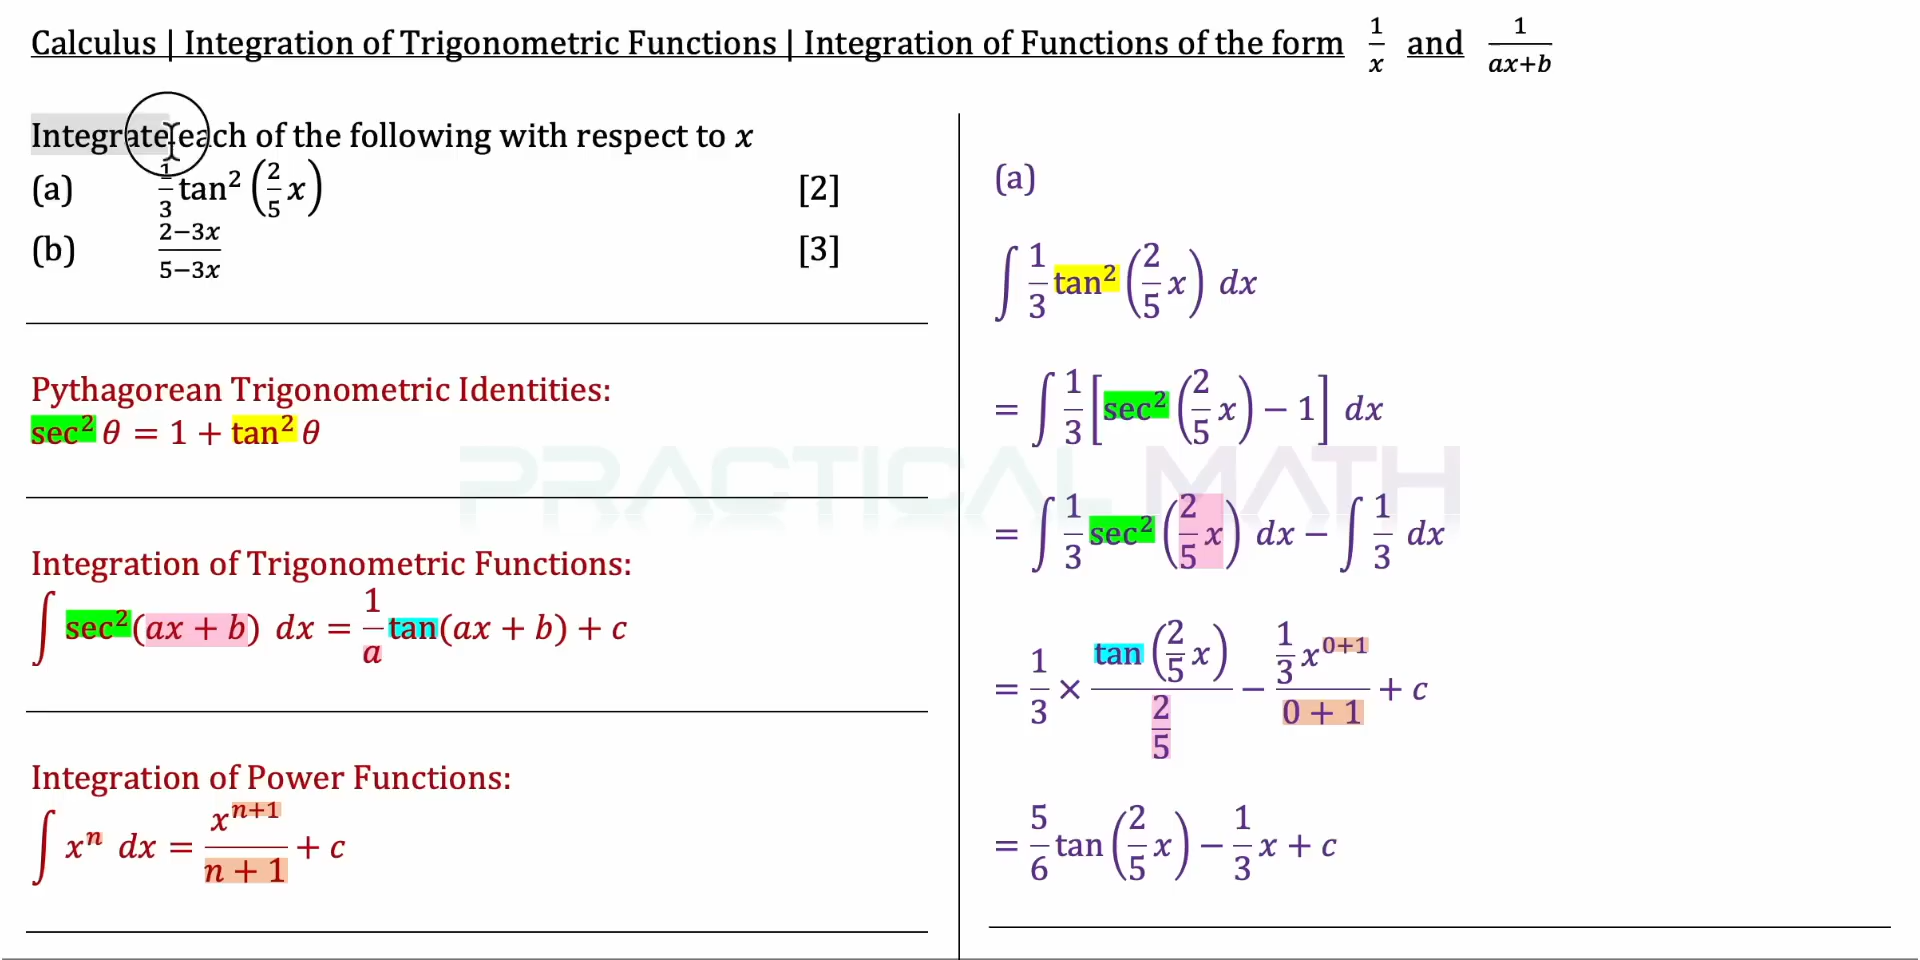 Calculus | Integration of Trigonometric Functions | Integration of Functions of the form 1/x and 1/(ax+b)
Integrate each of the following with respect to x
(a) 1/3 tan² (2/5 x) [2]
(b) (2−3x)/(5−3x) [3]
Pythagorean Trigonometric Identities:
sec² θ = 1 + tan² θ
Integration of Trigonometric Functions:
∫ sec²(ax + b) dx = 1/a tan(ax + b) + c
Integration of Power Functions:
∫ xⁿ dx = xⁿ⁺¹/(n + 1) + c
(a)
∫ 1/3 tan² (2/5 x) dx
= ∫ 1/3 [sec² (2/5 x) − 1] dx
= ∫ 1/3 sec² (2/5 x) dx − ∫ 1/3 dx
= 1/3 × tan (2/5 x)/(2/5) − (1/3 x⁰⁺¹)/(0 + 1) + c
= 5/6 tan (2/5 x) − 1/3 x + c
PRACTICAL MATH